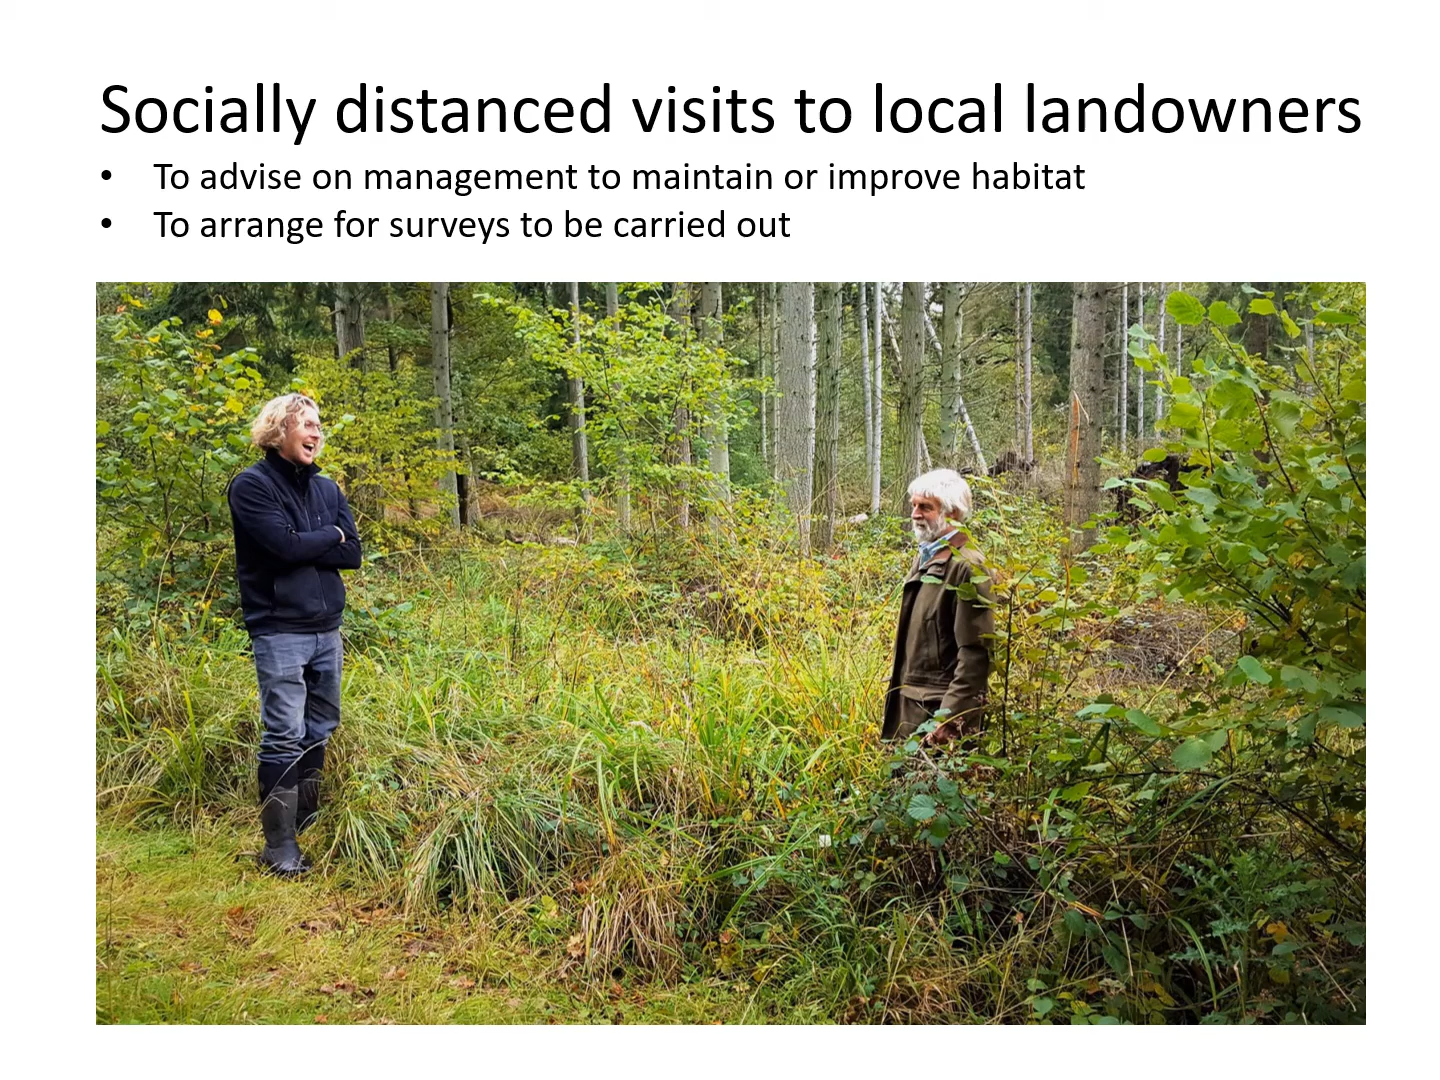 Socially distanced visits to local landowners
• To advise on management to maintain or improve habitat
• To arrange for surveys to be carried out